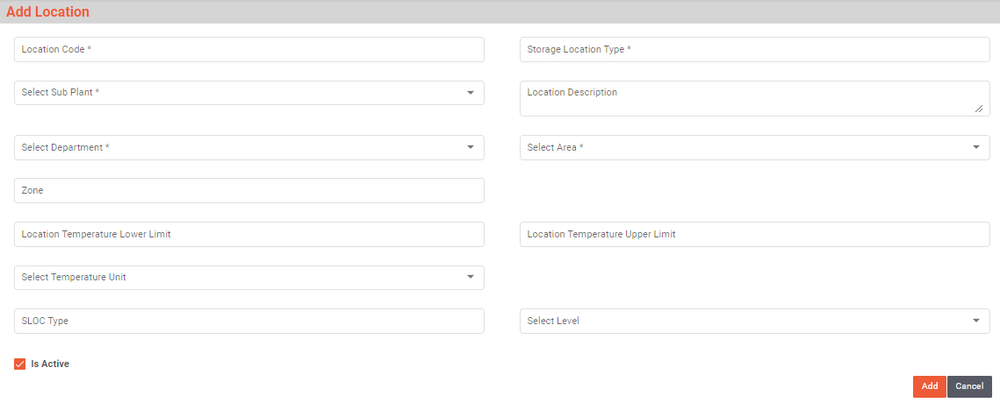 Add Location
Location Code *
Storage Location Type *
Select Sub Plant *
Location Description
Select Department *
Select Area *
Zone
Location Temperature Lower Limit
Location Temperature Upper Limit
Select Temperature Unit
SLOC Type
Select Level
Is Active
Add
Cancel